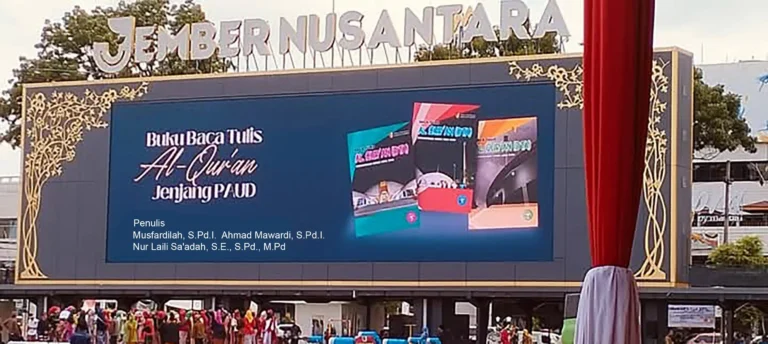 JEMBER NUSANTARA
Buku Baca Tulis
Al-Qur'an
Jenjang PAUD
Penulis
Musfardilah, S.Pd.I.  Ahmad Mawardi, S.Pd.I.
Nur Laili Sa'adah, S.E., S.Pd., M.Pd